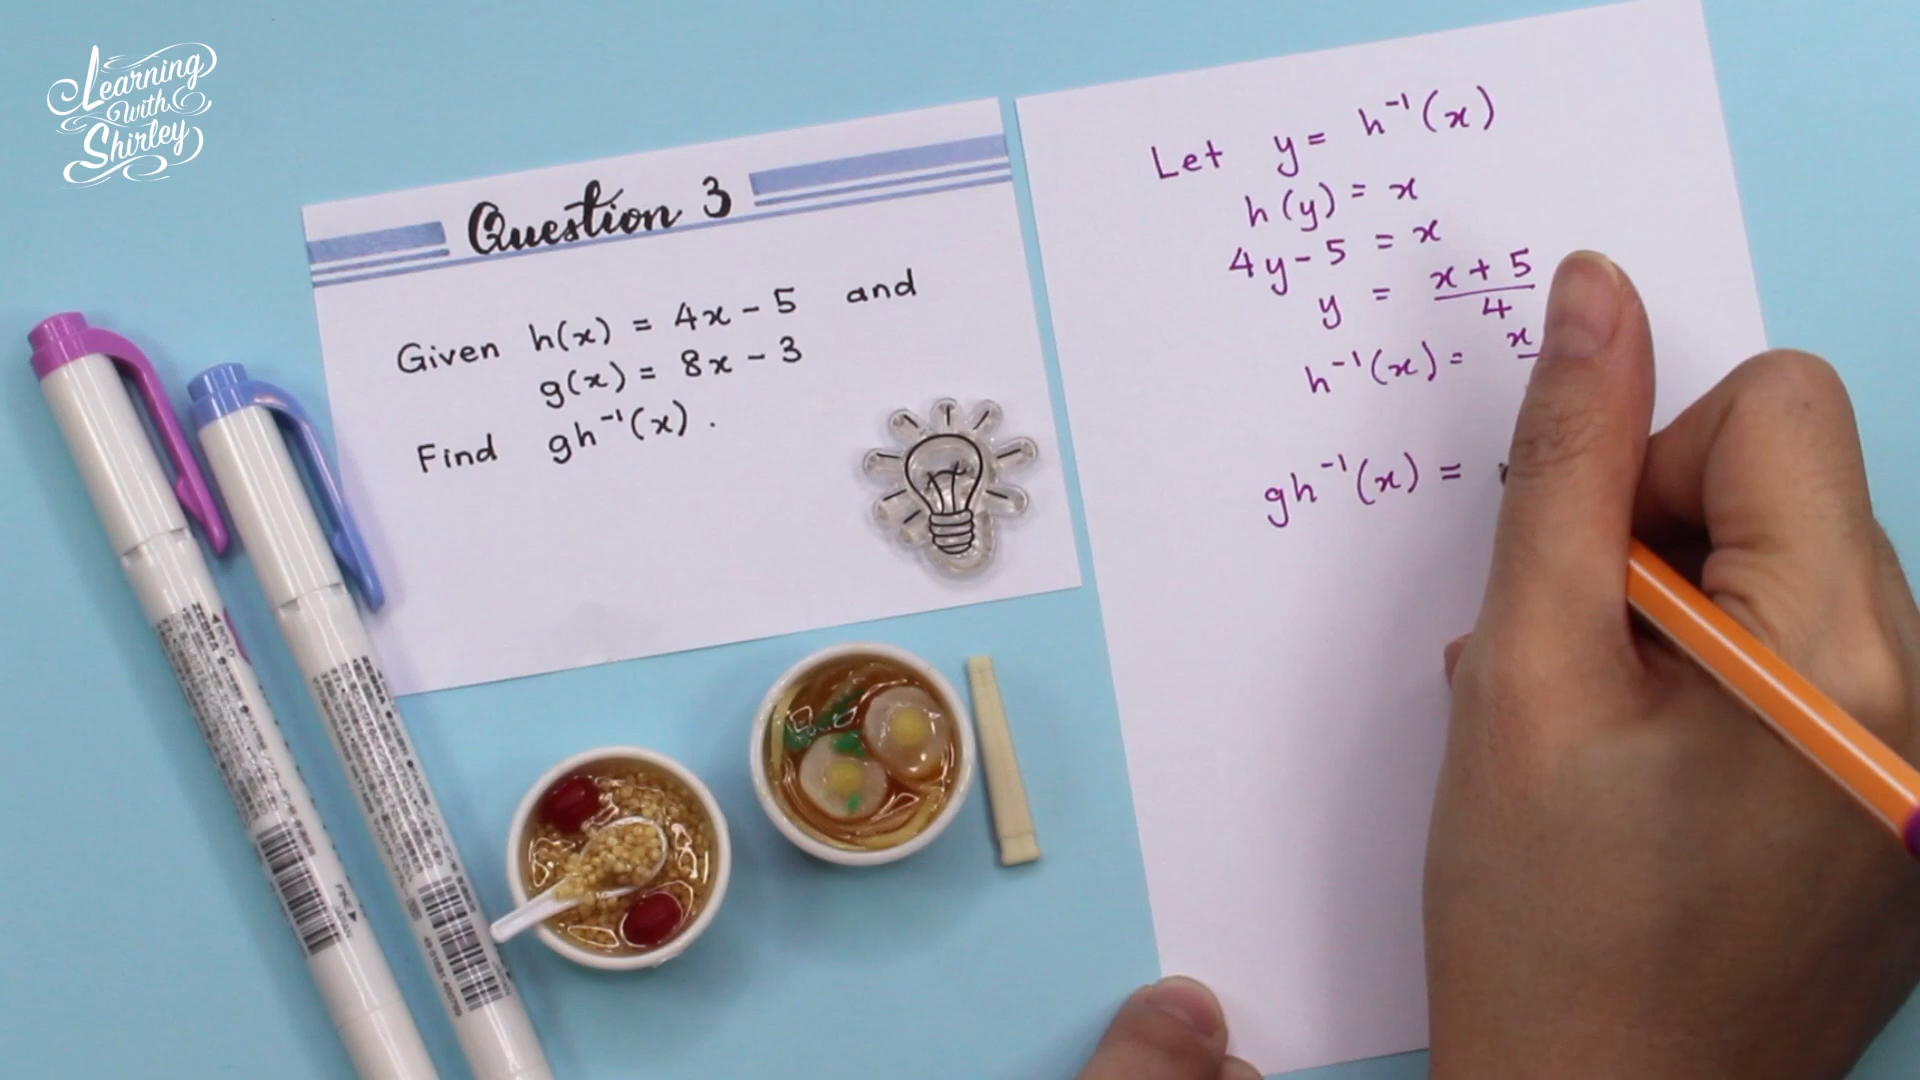 Learning
With
Shirley
Question 3
Given h(x) = 4x - 5 and
g(x) = 8x - 3
Find gh⁻¹(x).
Let y = h⁻¹(x)
h(y) = x
4y - 5 = x
y = x + 5
4
h⁻¹(x) = x
gh⁻¹(x) =
ZEBRA